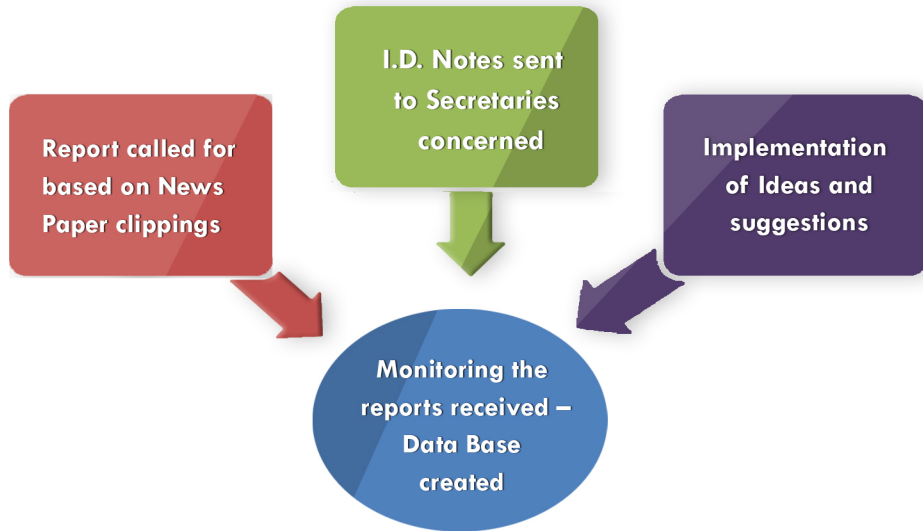 I.D. Notes sent
to Secretaries
concerned
Report called for
based on News
Paper clippings
Implementation
of Ideas and
suggestions
Monitoring the
reports received –
Data Base
created